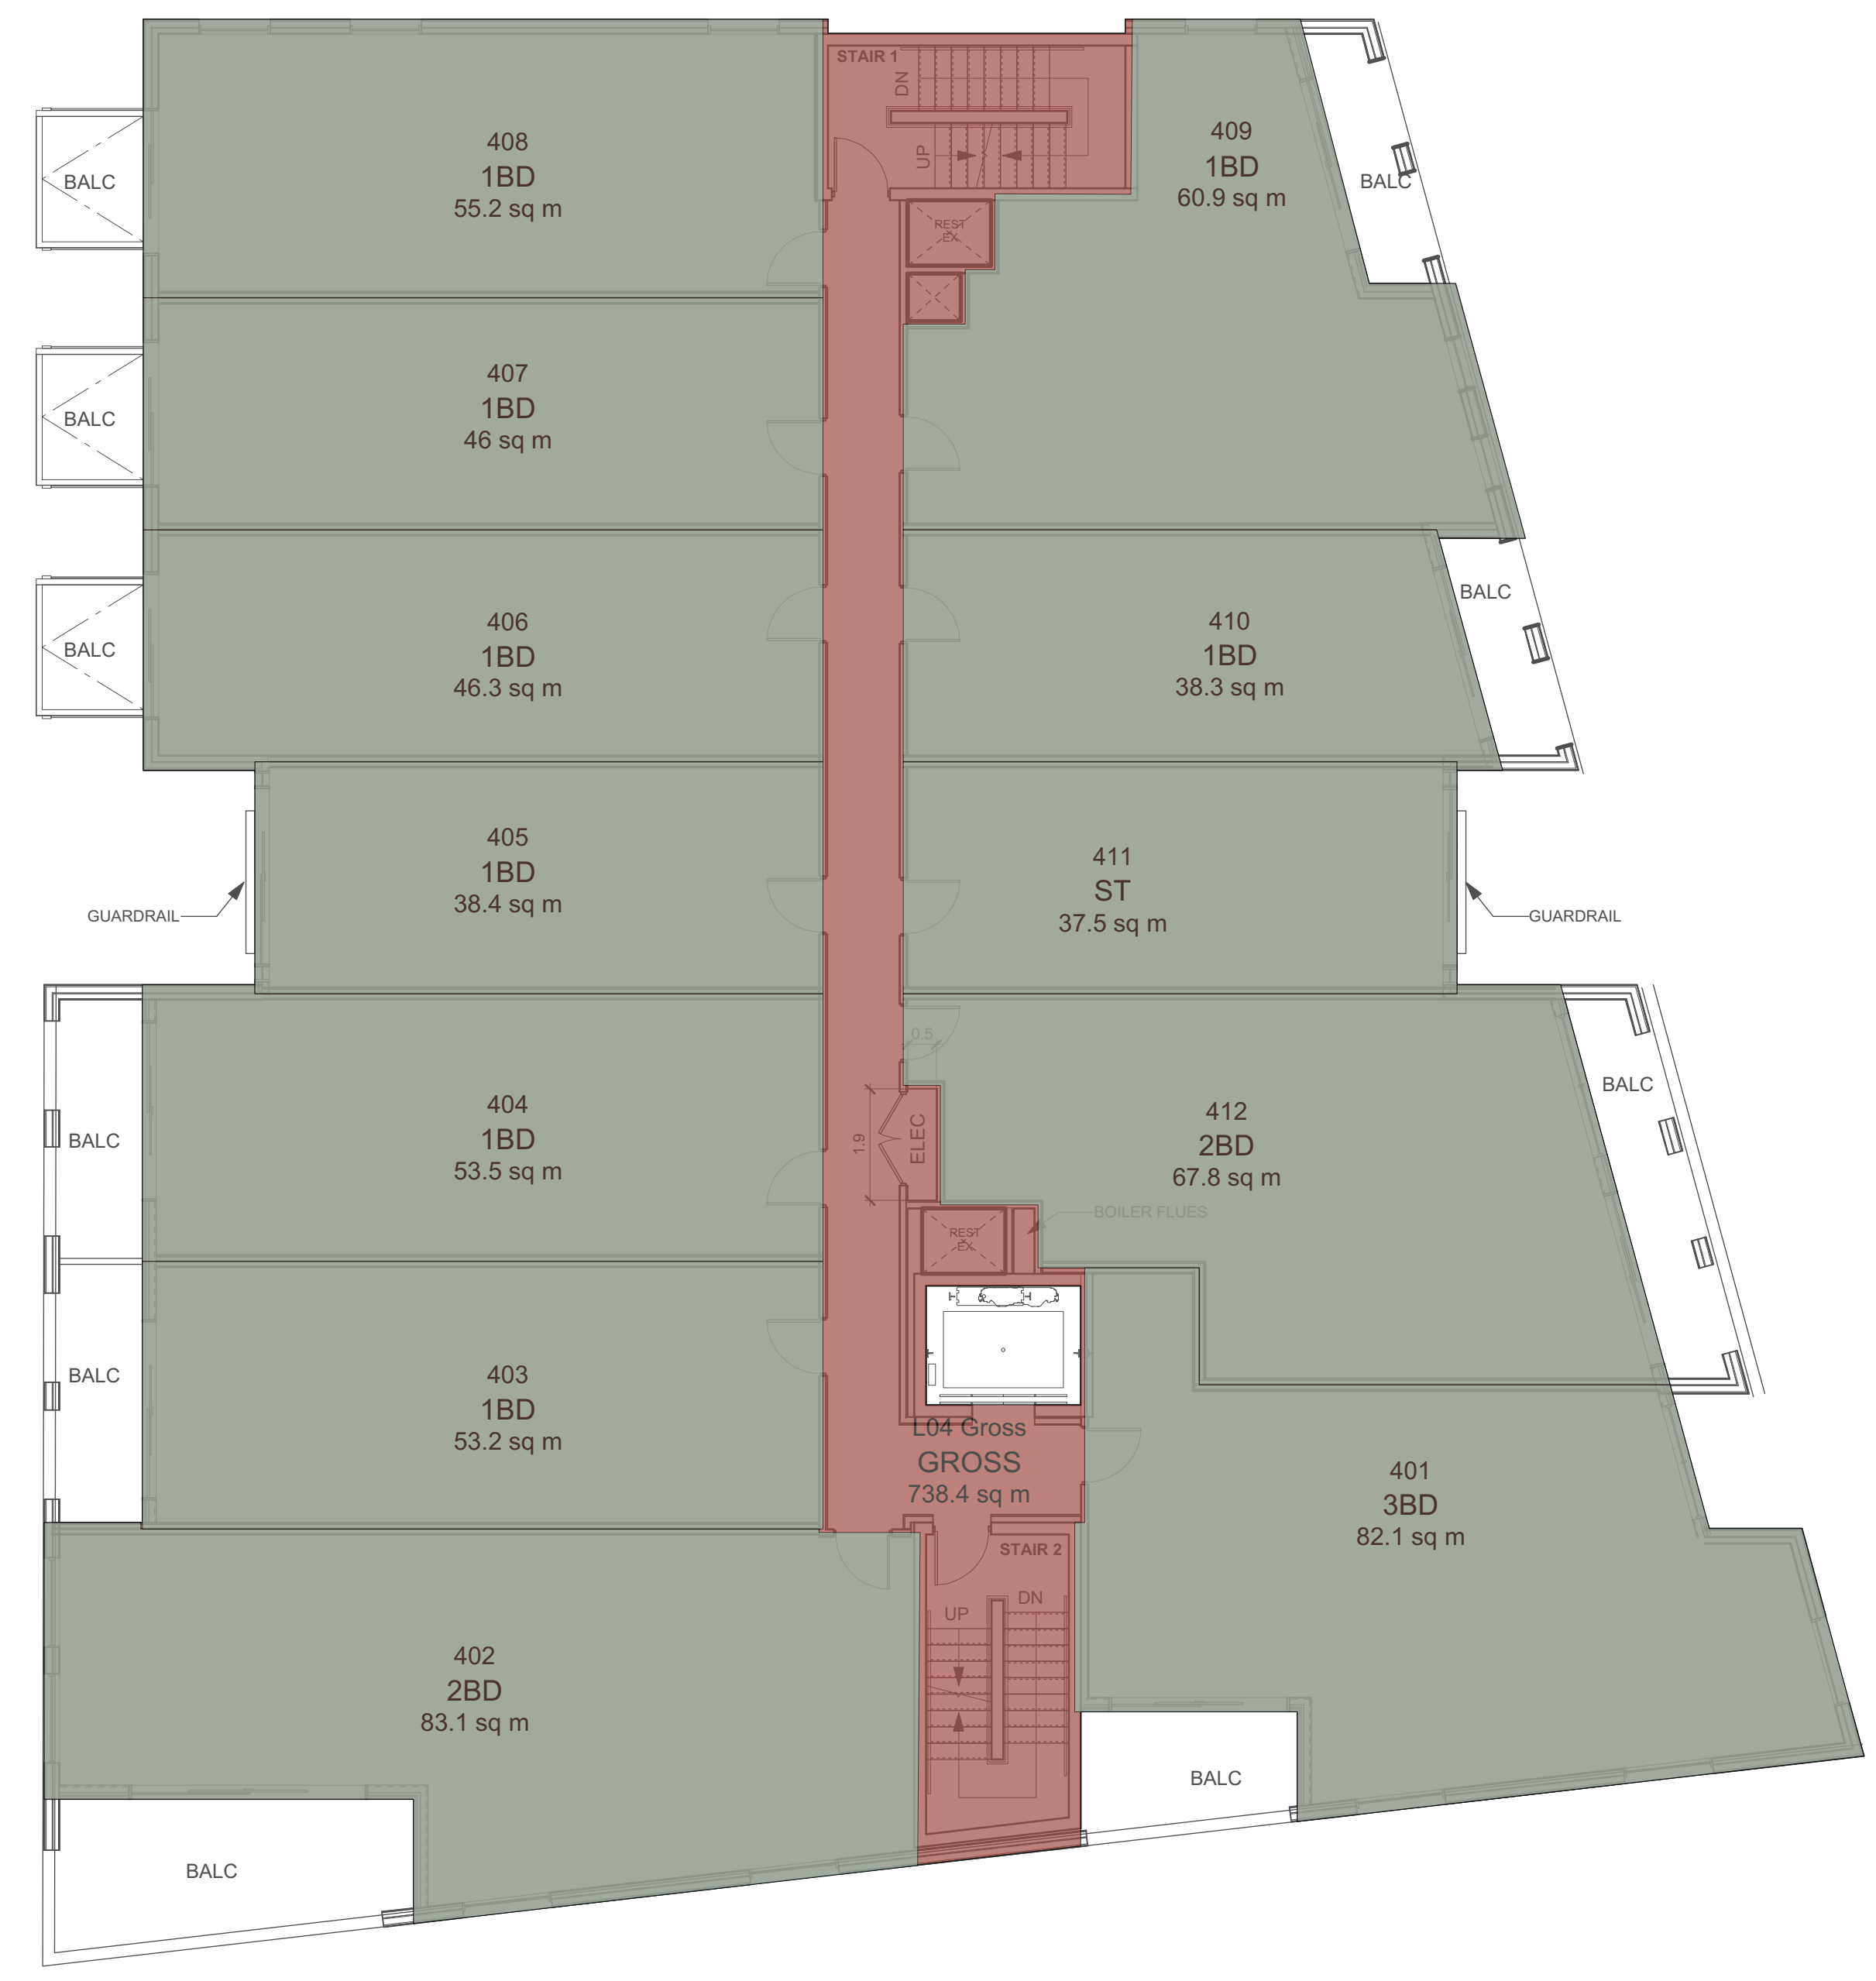 STAIR 1
DN
UP
408
1BD
55.2 sq m
BALC
409
1BD
60.9 sq m
BALC
REST
EX
407
1BD
46 sq m
BALC
406
1BD
46.3 sq m
BALC
410
1BD
38.3 sq m
BALC
405
1BD
38.4 sq m
GUARDRAIL
411
ST
37.5 sq m
GUARDRAIL
0.5
404
1BD
53.5 sq m
BALC
1.9
ELEC
412
2BD
67.8 sq m
BALC
BOILER FLUES
REST
EX
403
1BD
53.2 sq m
BALC
L04 Gross
GROSS
738.4 sq m
401
3BD
82.1 sq m
STAIR 2
UP
DN
402
2BD
83.1 sq m
BALC
BALC